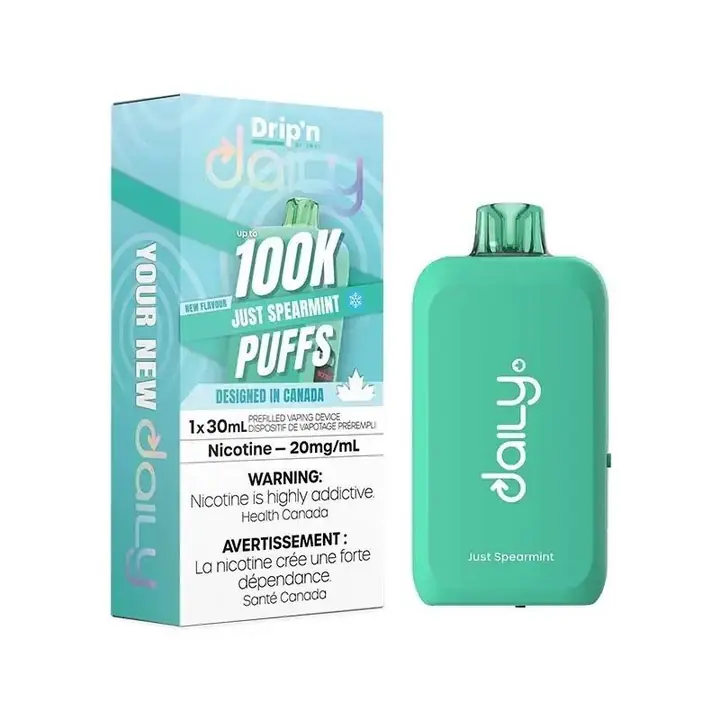 Drip'n
daily
up to
100K
NEW FLAVOUR
JUST SPEARMINT
PUFFS
DESIGNED IN CANADA
1 x 30mL PREFILLED VAPING DEVICE
DISPOSITIF DE VAPOTAGE PRÉREMPLI
Nicotine – 20mg/mL
WARNING:
Nicotine is highly addictive.
Health Canada
AVERTISSEMENT :
La nicotine crée une forte
dépendance.
Santé Canada
YOUR NEW daily
daily
Just Spearmint